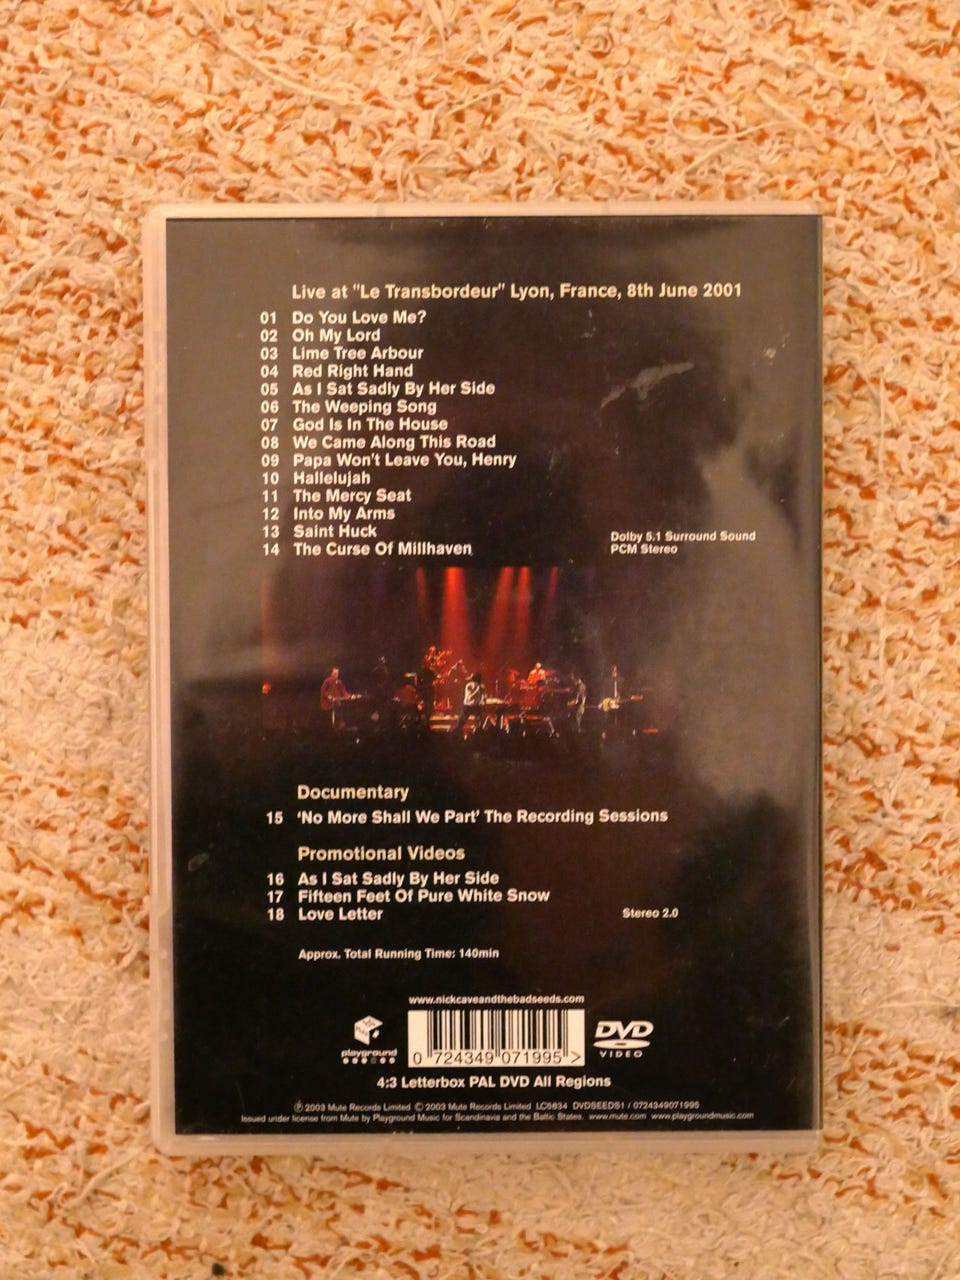 Live at "Le Transbordeur" Lyon, France, 8th June 2001
01 Do You Love Me?
02 Oh My Lord
03 Lime Tree Arbour
04 Red Right Hand
05 As I Sat Sadly By Her Side
06 The Weeping Song
07 God Is In The House
08 We Came Along This Road
09 Papa Won't Leave You, Henry
10 Hallelujah
11 The Mercy Seat
12 Into My Arms
13 Saint Huck
14 The Curse Of Millhaven
Dolby 5.1 Surround Sound
PCM Stereo
Documentary
15 'No More Shall We Part' The Recording Sessions
Promotional Videos
16 As I Sat Sadly By Her Side
17 Fifteen Feet Of Pure White Snow
18 Love Letter
Stereo 2.0
Approx. Total Running Time: 140min
www.nickcaveandthebadseeds.com
playground
0 724349 071995 >
DVD
VIDEO
4:3 Letterbox PAL DVD All Regions
℗ 2003 Mute Records Limited © 2003 Mute Records Limited LC5834 DVDSEEDS1 / 0724349071995
Issued under license from Mute by Playground Music for Scandinavia and the Baltic States. www.mute.com www.playgroundmusic.com